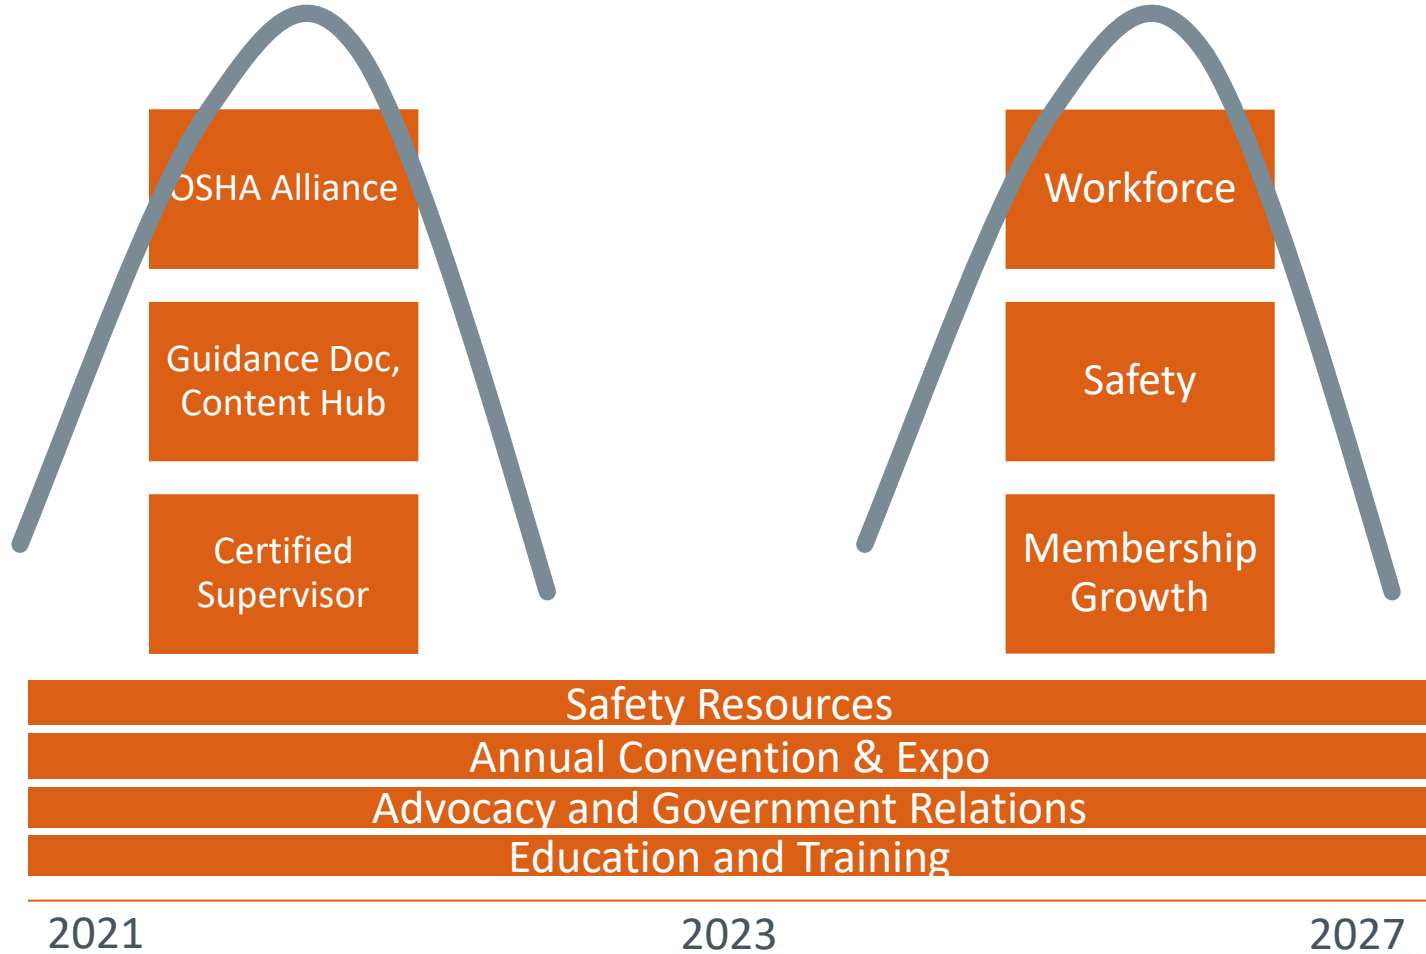 OSHA Alliance
Guidance Doc,
Content Hub
Certified
Supervisor
Workforce
Safety
Membership
Growth
Safety Resources
Annual Convention & Expo
Advocacy and Government Relations
Education and Training
2021
2023
2027